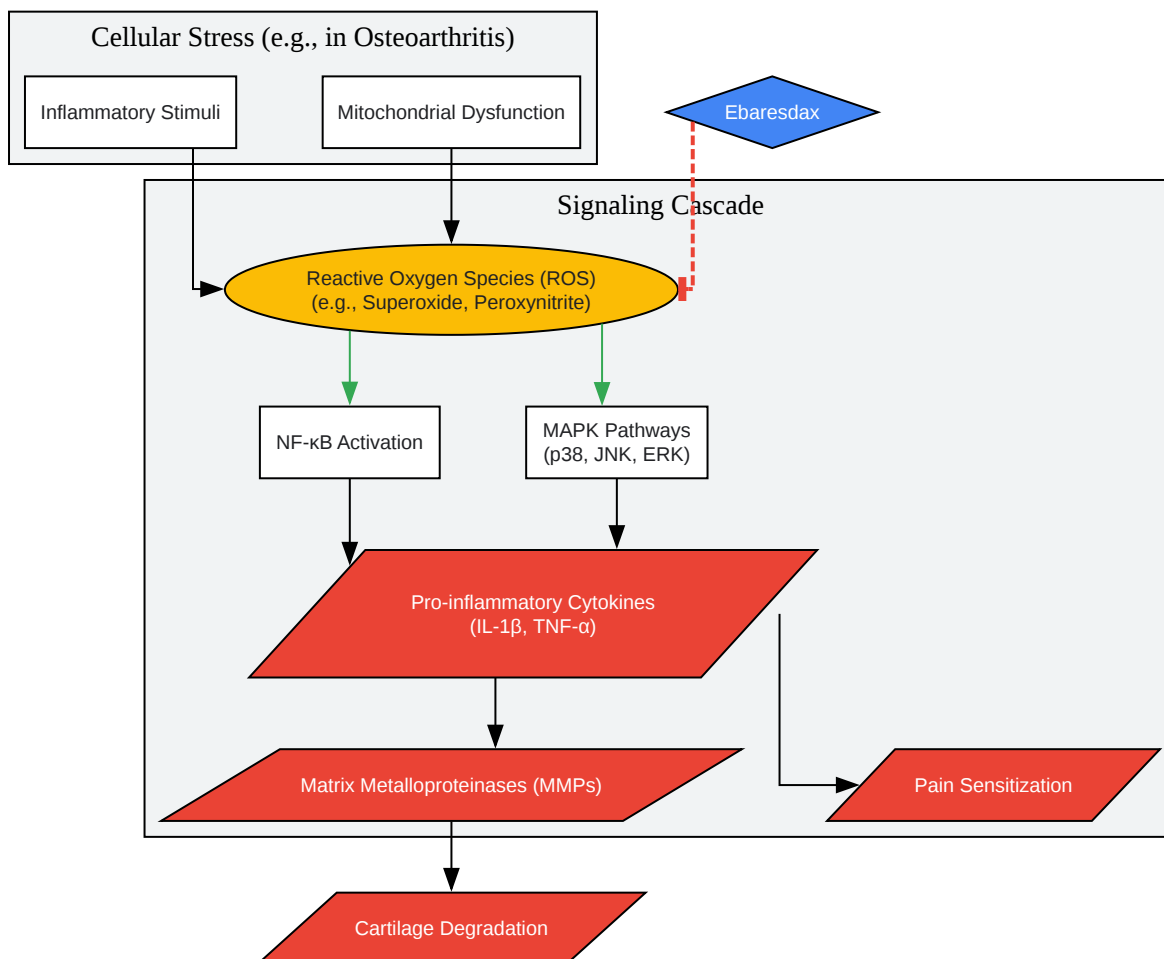 Cellular Stress (e.g., in Osteoarthritis)
Inflammatory Stimuli
Mitochondrial Dysfunction
Ebaresdax
Signaling Cascade
Reactive Oxygen Species (ROS)
(e.g., Superoxide, Peroxynitrite)
NF-κB Activation
MAPK Pathways
(p38, JNK, ERK)
Pro-inflammatory Cytokines
(IL-1β, TNF-α)
Matrix Metalloproteinases (MMPs)
Pain Sensitization
Cartilage Degradation